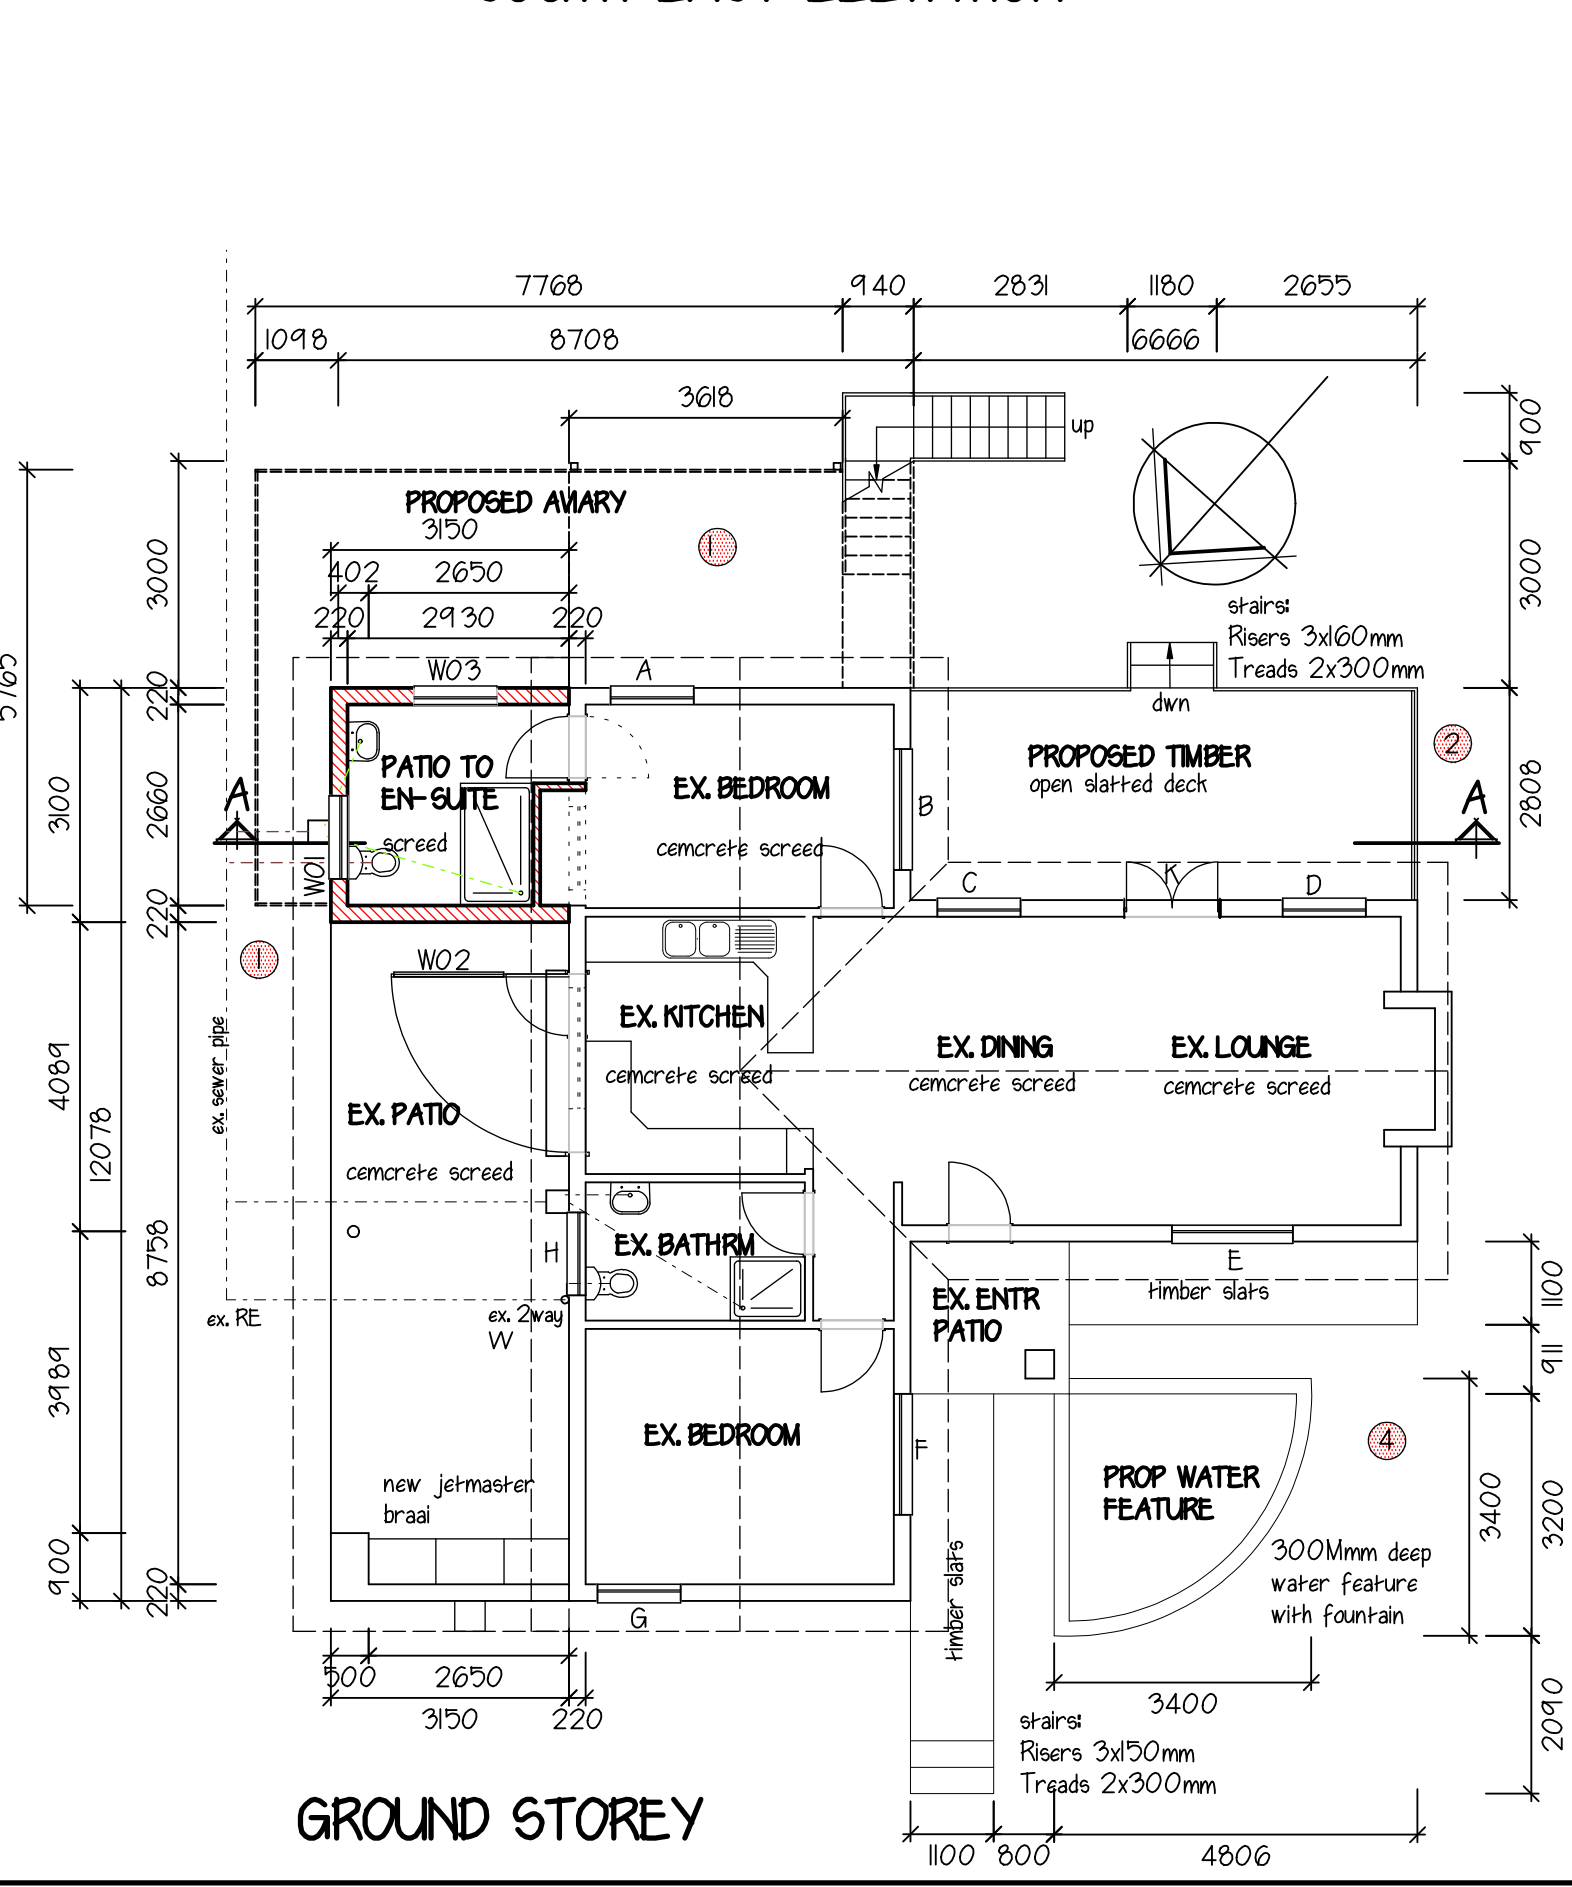 7768
940
2831
1180
2655
1098
8708
6666
3618
up
900
PROPOSED AVIARY
3150
1
402
2650
220
2930
220
3000
3000
stairs:
Risers 3x160mm
Treads 2x300mm
W03
A
dwn
220
2
PATIO TO
EN-SUITE
screed
EX. BEDROOM
cemcrete screed
B
PROPOSED TIMBER
open slatted deck
A
A
2808
3100
2660
W01
C
K
D
220
1
W02
EX. KITCHEN
cemcrete screed
EX. DINING
cemcrete screed
EX. LOUNGE
cemcrete screed
ex. sewer pipe
4089
12078
EX. PATIO
cemcrete screed
8758
H
EX. BATHRM
E
timber slats
1100
ex. RE
ex. 2way
W
EX. ENTR
PATIO
911
3989
EX. BEDROOM
F
4
PROP WATER
FEATURE
3400
3200
new jetmaster
braai
300Mmm deep
water feature
with fountain
timber slats
900
220
G
500
2650
3150
220
3400
2090
stairs:
Risers 3x150mm
Treads 2x300mm
GROUND STOREY
1100
800
4806